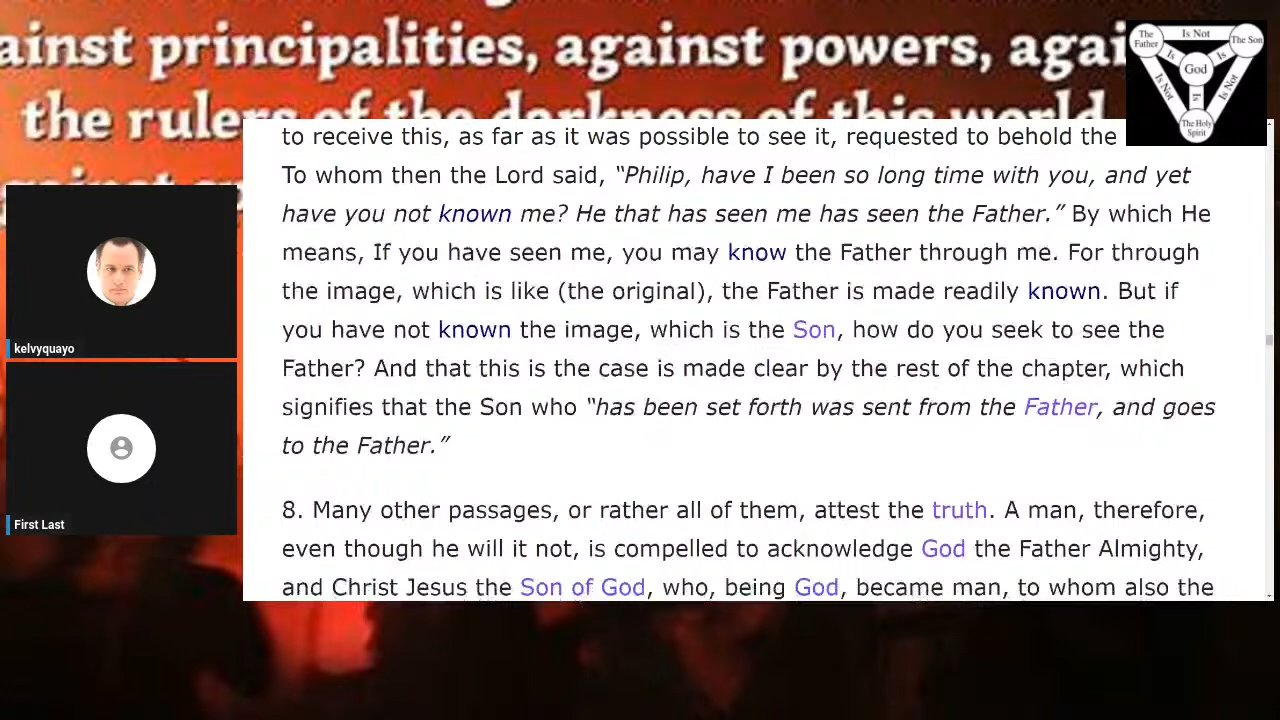 ainst principalities, against powers, agai
the rulers of the darkness of this world
The Father
Is Not
The Son
Is
Is
God
Is Not
Is
Is Not
The Holy Spirit
to receive this, as far as it was possible to see it, requested to behold the
To whom then the Lord said, “Philip, have I been so long time with you, and yet
have you not known me? He that has seen me has seen the Father.” By which He
means, If you have seen me, you may know the Father through me. For through
the image, which is like (the original), the Father is made readily known. But if
you have not known the image, which is the Son, how do you seek to see the
Father? And that this is the case is made clear by the rest of the chapter, which
signifies that the Son who “has been set forth was sent from the Father, and goes
to the Father.”
8. Many other passages, or rather all of them, attest the truth. A man, therefore,
even though he will it not, is compelled to acknowledge God the Father Almighty,
and Christ Jesus the Son of God, who, being God, became man, to whom also the
kelvyquayo
First Last